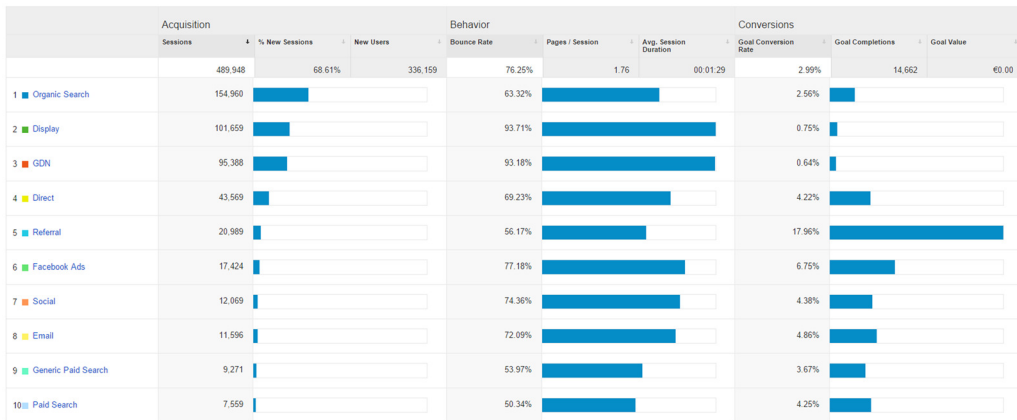 Acquisition Behavior Conversions
Sessions % New Sessions New Users Bounce Rate Pages / Session Avg. Session Duration Goal Conversion Rate Goal Completions Goal Value
489,948 68.61% 336,159 76.25% 1.76 00:01:29 2.99% 14,662 €0.00
1 Organic Search 154,960 63.32% 2.56%
2 Display 101,659 93.71% 0.75%
3 GDN 95,388 93.18% 0.64%
4 Direct 43,569 69.23% 4.22%
5 Referral 20,989 56.17% 17.96%
6 Facebook Ads 17,424 77.18% 6.75%
7 Social 12,069 74.36% 4.38%
8 Email 11,596 72.09% 4.86%
9 Generic Paid Search 9,271 53.97% 3.67%
10 Paid Search 7,559 50.34% 4.25%